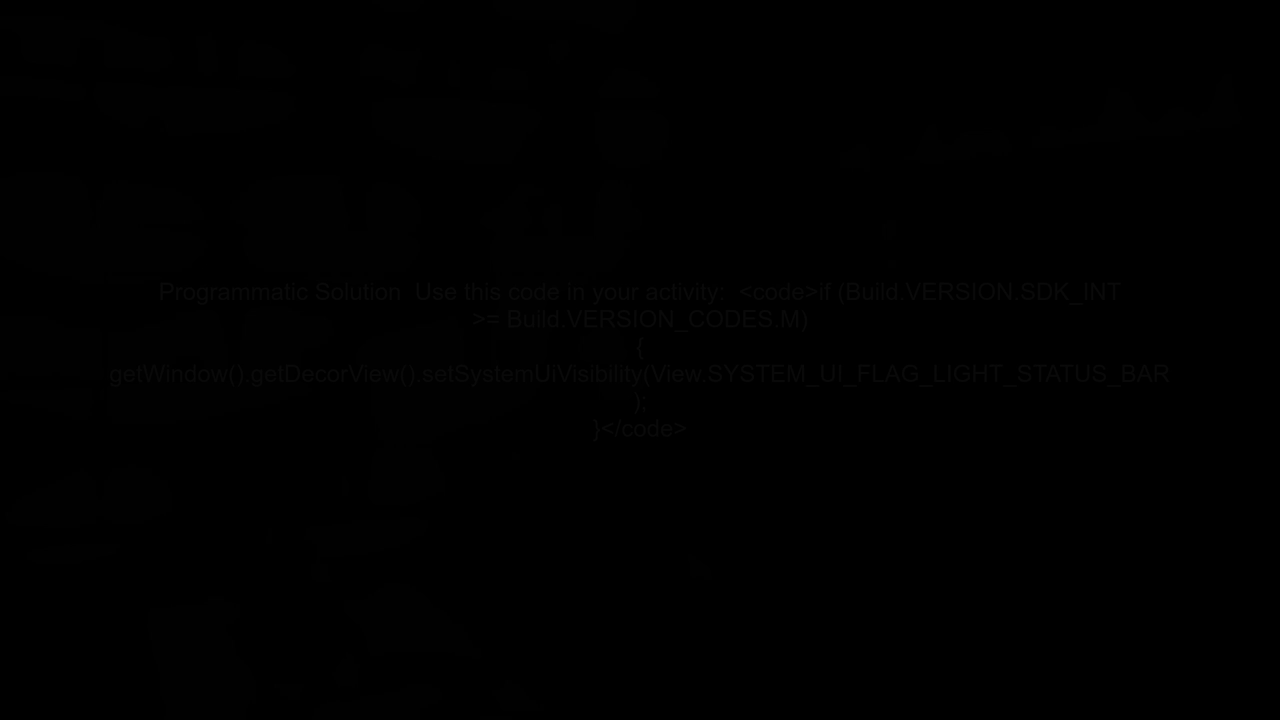 Programmatic Solution  Use this code in your activity:  <code>if (Build.VERSION.SDK_INT
>= Build.VERSION_CODES.M)
{
getWindow().getDecorView().setSystemUiVisibility(View.SYSTEM_UI_FLAG_LIGHT_STATUS_BAR
);
}</code>